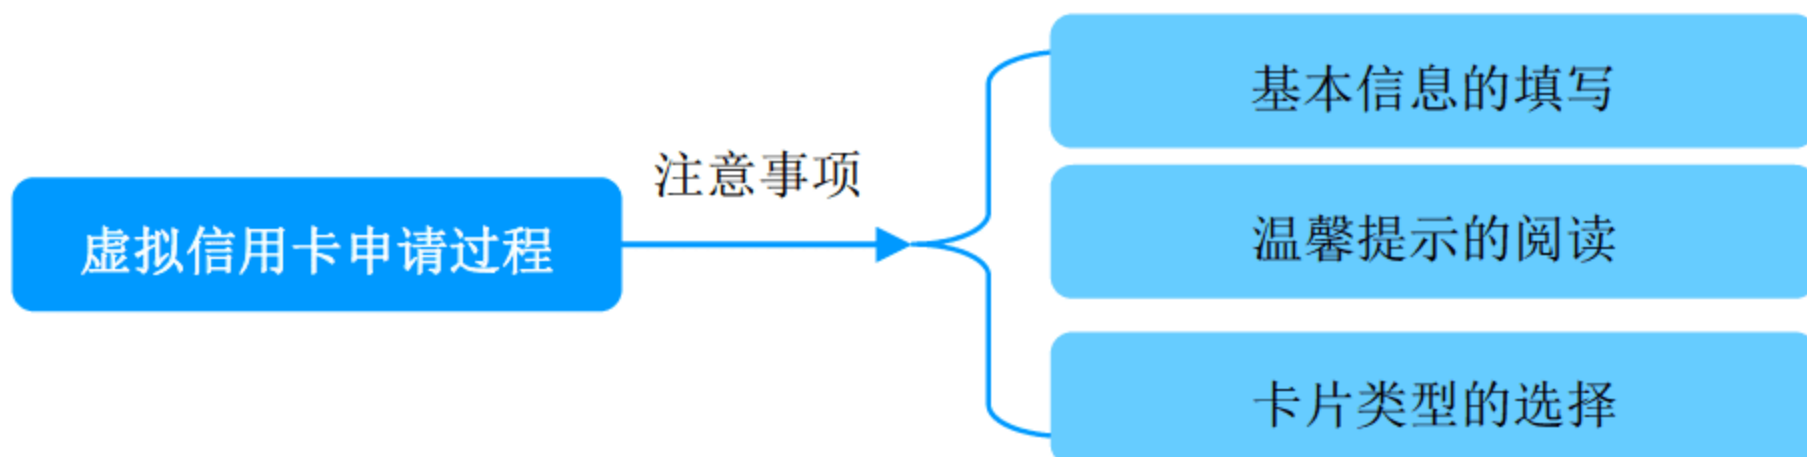 虚拟信用卡申请过程
注意事项
基本信息的填写
温馨提示的阅读
卡片类型的选择